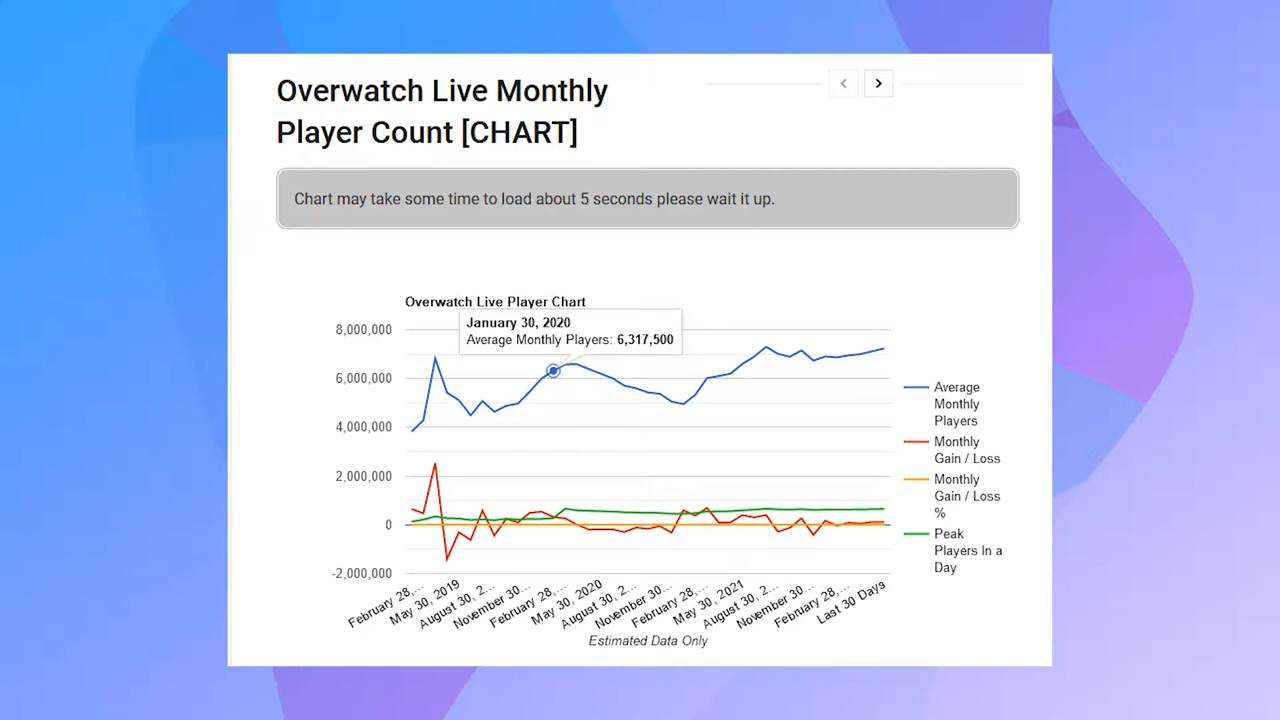 Overwatch Live Monthly
Player Count [CHART]
Chart may take some time to load about 5 seconds please wait it up.
Overwatch Live Player Chart
January 30, 2020
Average Monthly Players: 6,317,500
8,000,000
6,000,000
4,000,000
2,000,000
0
-2,000,000
Average
Monthly
Players
Monthly
Gain / Loss
Monthly
Gain / Loss
%
Peak
Players In a
Day
February 28,...
May 30, 2019
August 30, 2...
November 30...
February 28,...
May 30, 2020
August 30, 2...
November 30...
February 28,...
May 30, 2021
August 30, 2...
November 30...
February 28,...
Last 30 Days
Estimated Data Only